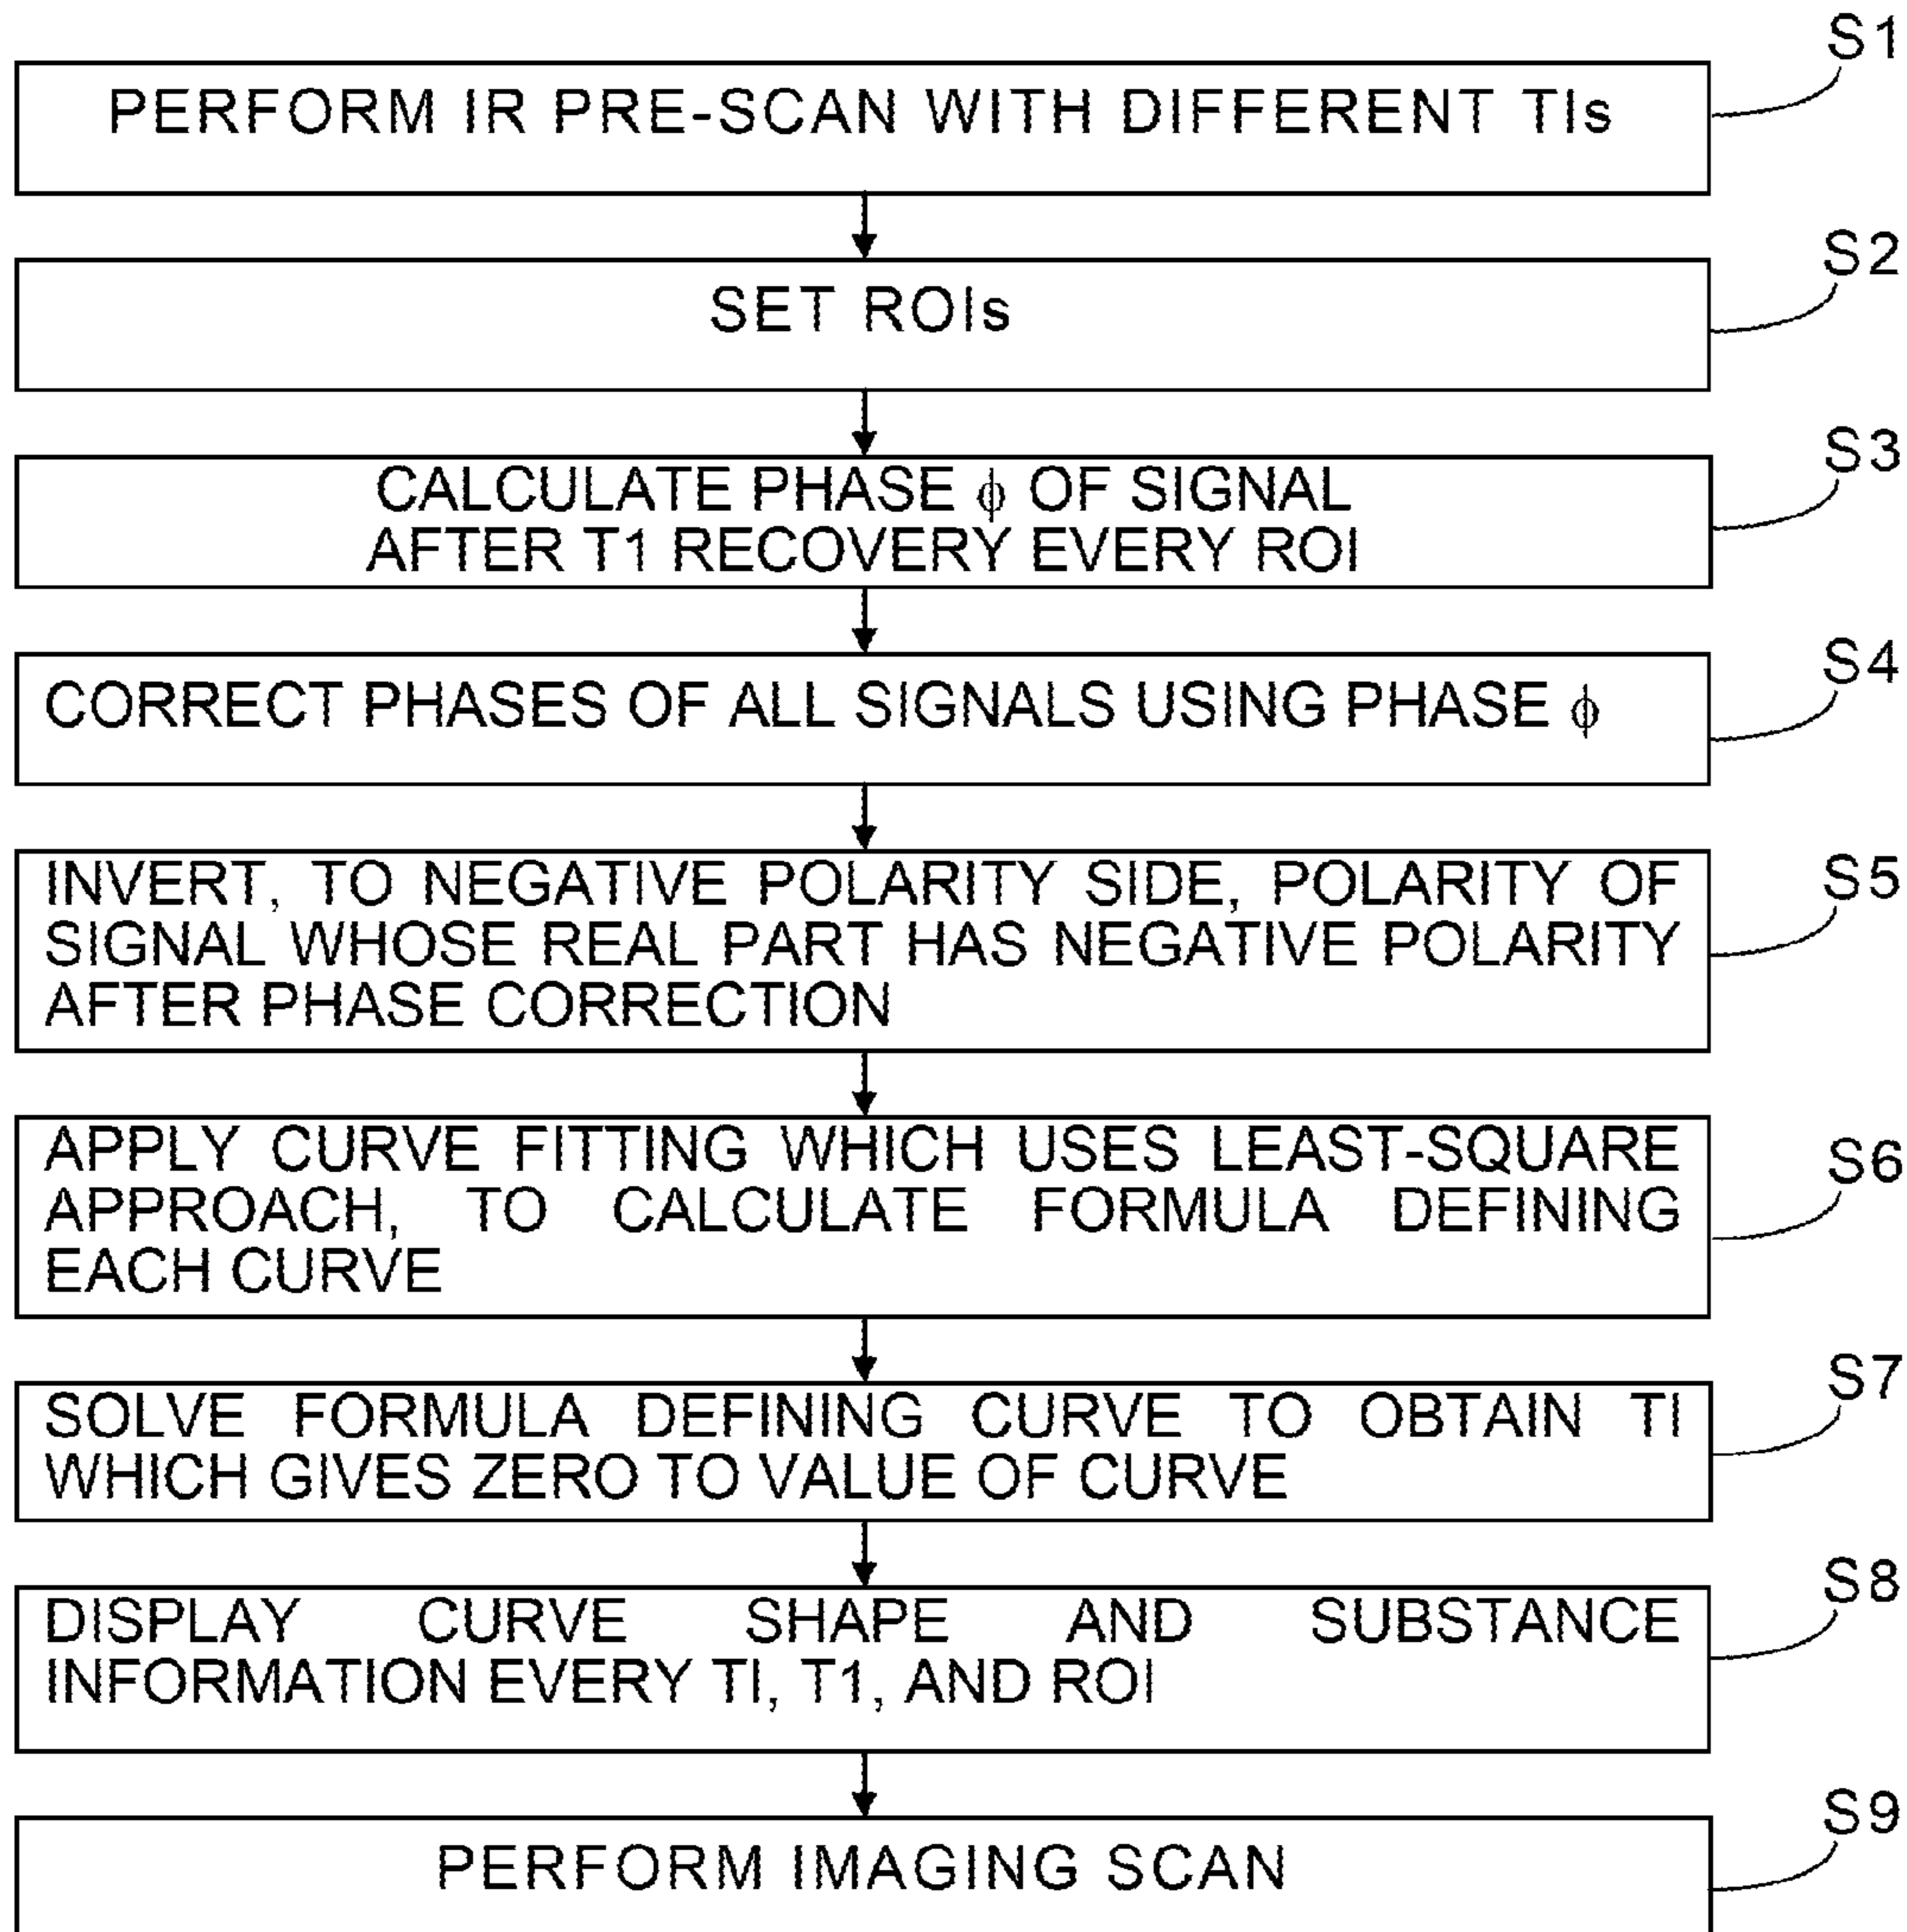 S1
PERFORM IR PRE-SCAN WITH DIFFERENT TIs
S2
SET ROIs
S3
CALCULATE PHASE ϕ OF SIGNAL
AFTER T1 RECOVERY EVERY ROI
S4
CORRECT PHASES OF ALL SIGNALS USING PHASE ϕ
S5
INVERT, TO NEGATIVE POLARITY SIDE, POLARITY OF
SIGNAL WHOSE REAL PART HAS NEGATIVE POLARITY
AFTER PHASE CORRECTION
S6
APPLY CURVE FITTING WHICH USES LEAST-SQUARE
APPROACH, TO CALCULATE FORMULA DEFINING
EACH CURVE
S7
SOLVE FORMULA DEFINING CURVE TO OBTAIN TI
WHICH GIVES ZERO TO VALUE OF CURVE
S8
DISPLAY CURVE SHAPE AND SUBSTANCE
INFORMATION EVERY TI, T1, AND ROI
S9
PERFORM IMAGING SCAN